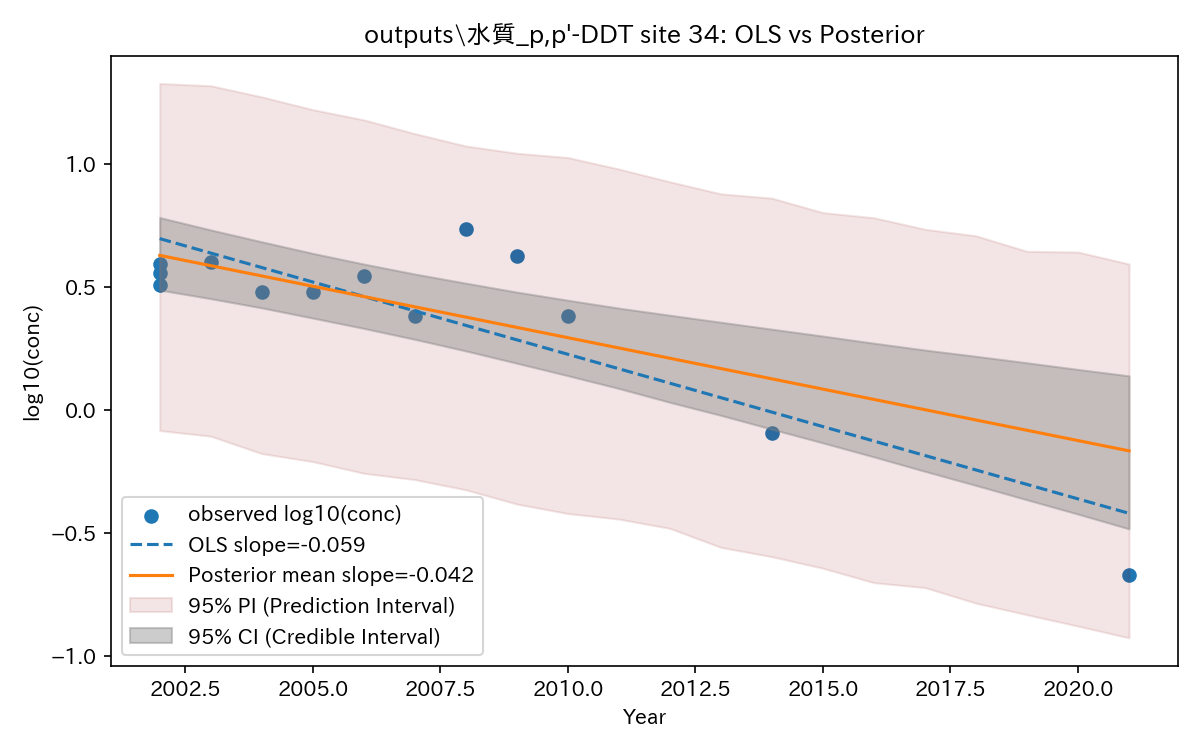 outputs\水質_p,p'-DDT site 34: OLS vs Posterior
log10(conc)
1.0
0.5
0.0
−0.5
−1.0
observed log10(conc)
OLS slope=-0.059
Posterior mean slope=-0.042
95% PI (Prediction Interval)
95% CI (Credible Interval)
2002.5 2005.0 2007.5 2010.0 2012.5 2015.0 2017.5 2020.0
Year